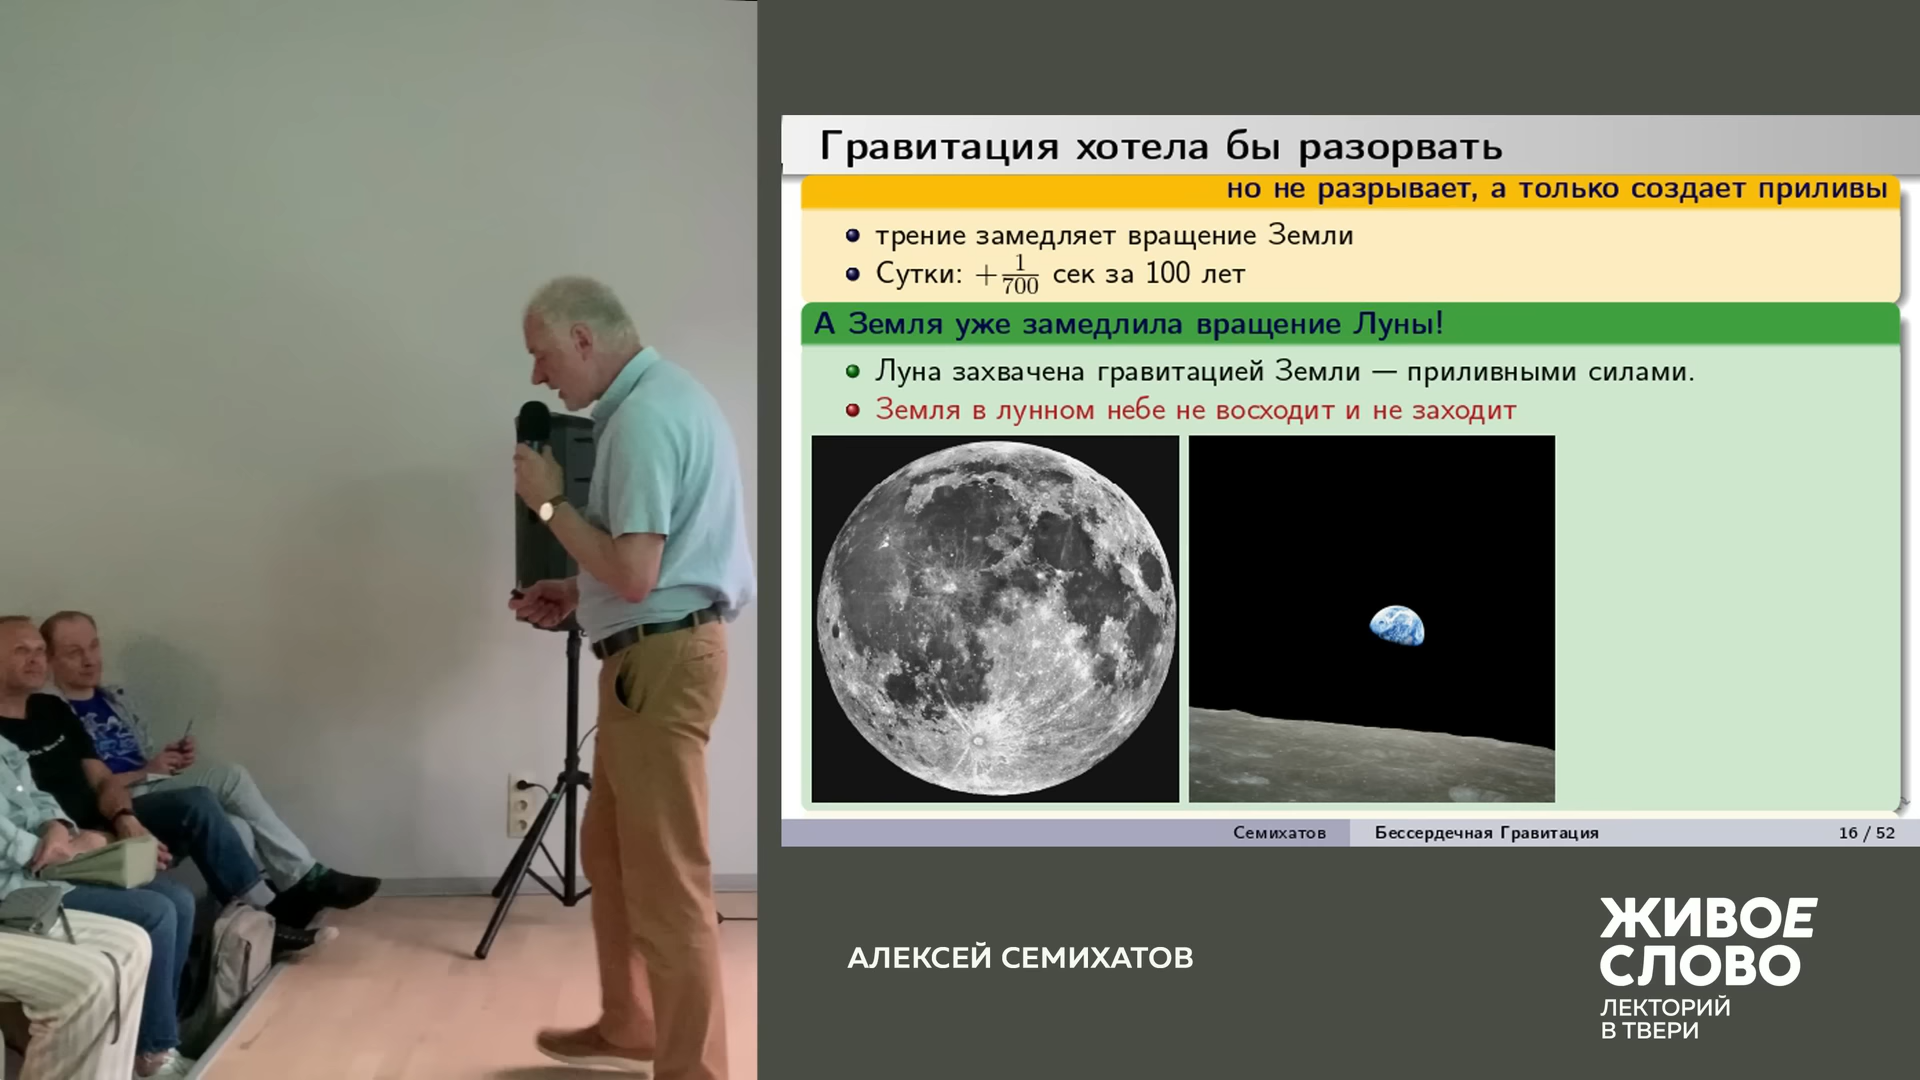 Гравитация хотела бы разорвать
но не разрывает, а только создает приливы
трение замедляет вращение Земли
Сутки: +1/700 сек за 100 лет
А Земля уже замедлила вращение Луны!
Луна захвачена гравитацией Земли — приливными силами.
Земля в лунном небе не восходит и не заходит
Семихатов
Бессердечная Гравитация
16 / 52
АЛЕКСЕЙ СЕМИХАТОВ
ЖИВОЕ
СЛОВО
ЛЕКТОРИЙ
В ТВЕРИ